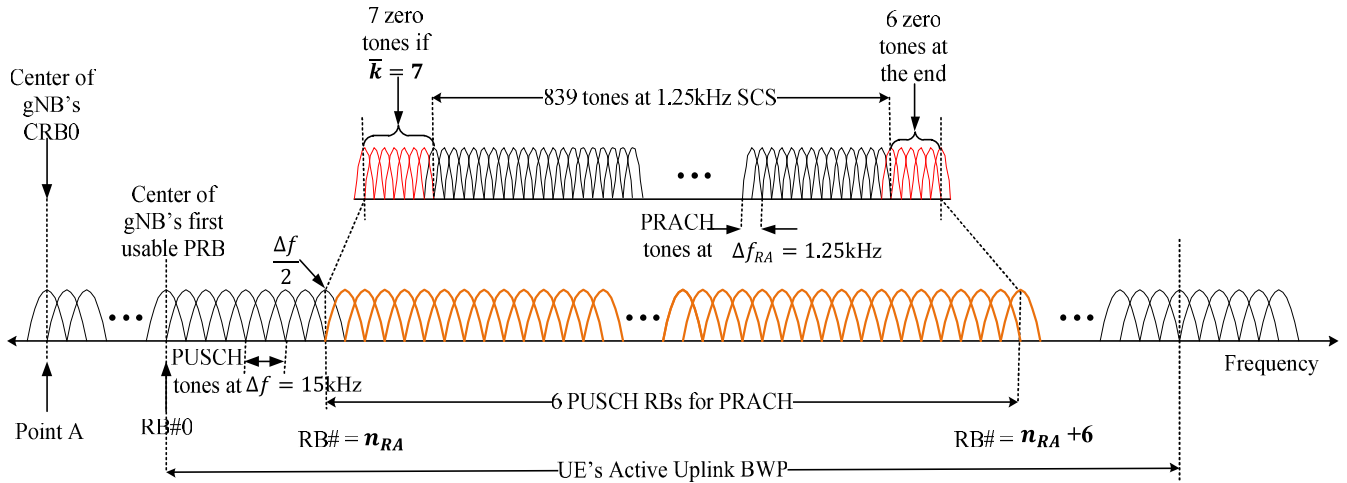 7 zero
tones if
k̅ = 7
6 zero
tones at
the end
Center of
gNB's
CRB0
839 tones at 1.25kHz SCS
•••
Center of
gNB's first
usable PRB
PRACH
tones at Δf_RA = 1.25kHz
Δf/2
•••
•••
•••
PUSCH
tones at Δf = 15kHz
Frequency
6 PUSCH RBs for PRACH
Point A
RB#0
RB# = n_RA
RB# = n_RA +6
UE's Active Uplink BWP